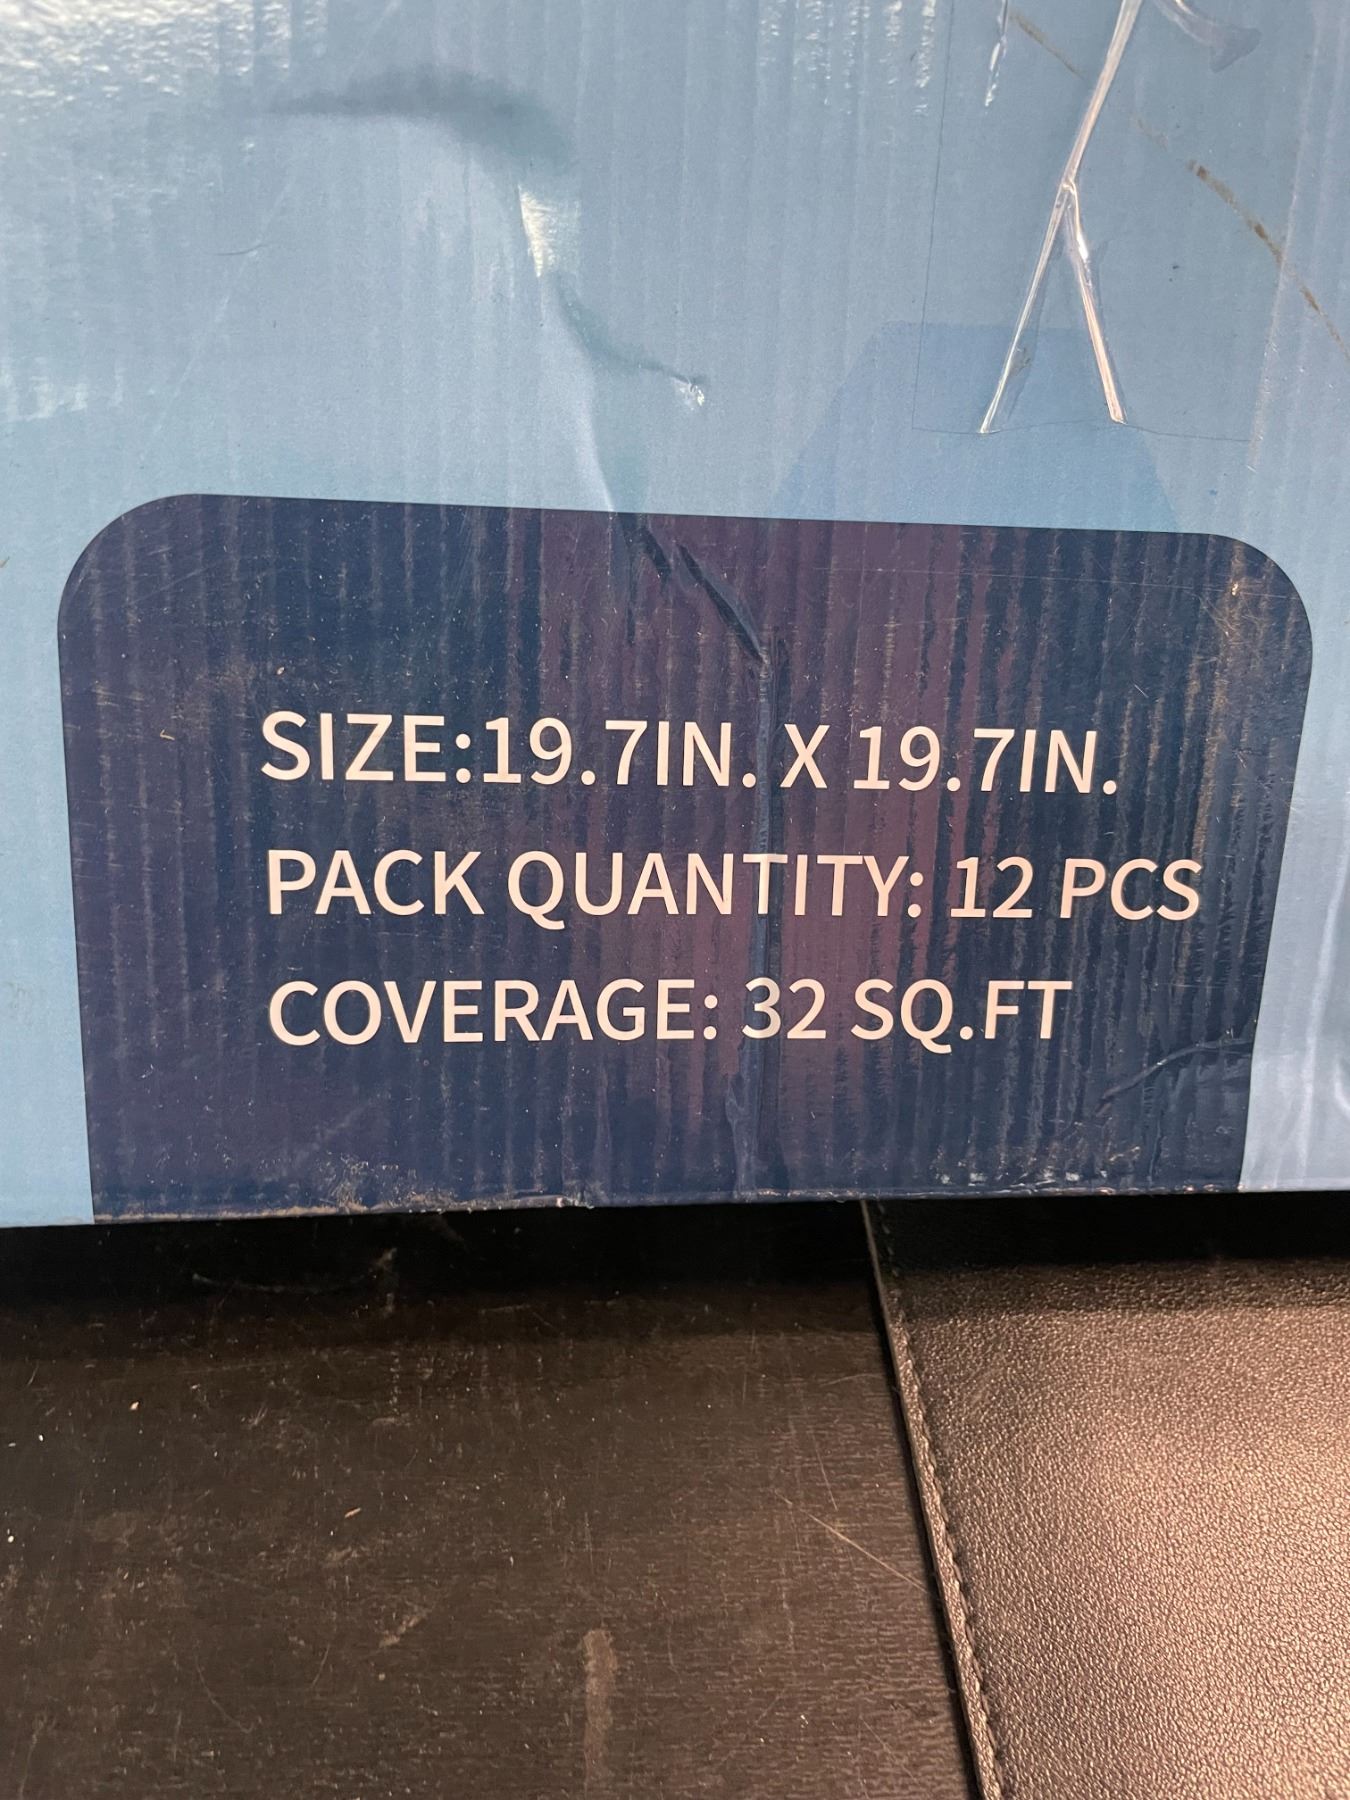 SIZE:19.7IN. X 19.7IN.
PACK QUANTITY: 12 PCS
COVERAGE: 32 SQ.FT